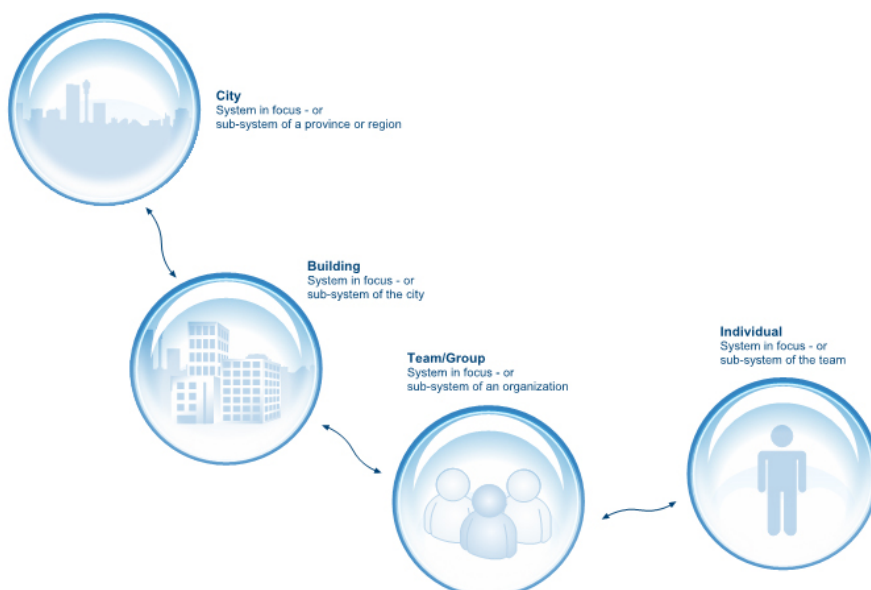 City
System in focus - or
sub-system of a province or region
Building
System in focus - or
sub-system of the city
Team/Group
System in focus - or
sub-system of an organization
Individual
System in focus - or
sub-system of the team